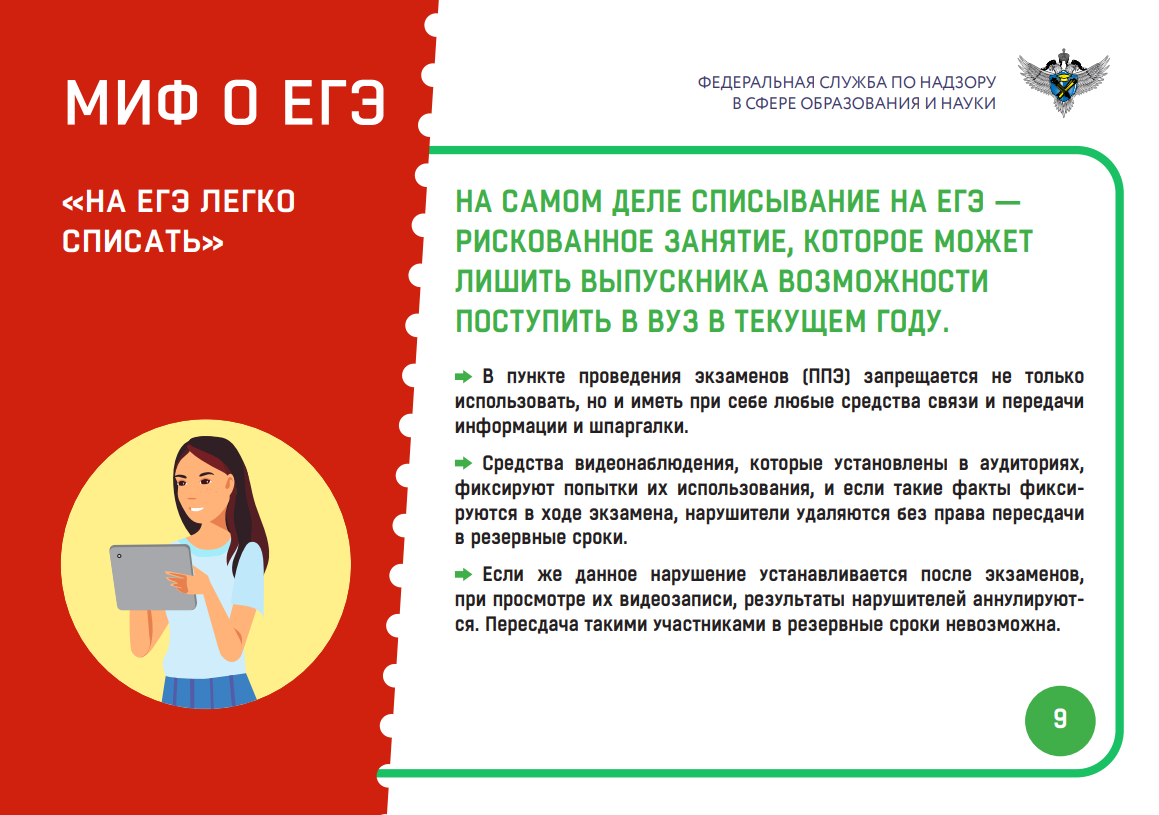 МИФ О ЕГЭ
«НА ЕГЭ ЛЕГКО
СПИСАТЬ»
ФЕДЕРАЛЬНАЯ СЛУЖБА ПО НАДЗОРУ
В СФЕРЕ ОБРАЗОВАНИЯ И НАУКИ
НА САМОМ ДЕЛЕ СПИСЫВАНИЕ НА ЕГЭ —
РИСКОВАННОЕ ЗАНЯТИЕ, КОТОРОЕ МОЖЕТ
ЛИШИТЬ ВЫПУСКНИКА ВОЗМОЖНОСТИ
ПОСТУПИТЬ В ВУЗ В ТЕКУЩЕМ ГОДУ.
В пункте проведения экзаменов (ППЭ) запрещается не только
использовать, но и иметь при себе любые средства связи и передачи
информации и шпаргалки.
Средства видеонаблюдения, которые установлены в аудиториях,
фиксируют попытки их использования, и если такие факты фикси-
руются в ходе экзамена, нарушители удаляются без права пересдачи
в резервные сроки.
Если же данное нарушение устанавливается после экзаменов,
при просмотре их видеозаписи, результаты нарушителей аннулируют-
ся. Пересдача такими участниками в резервные сроки невозможна.
9